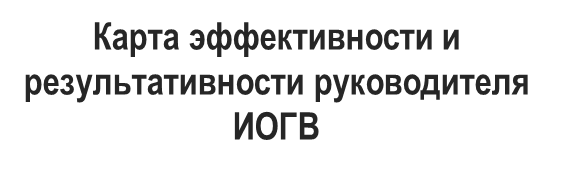 Карта эффективности и
результативности руководителя
ИОГВ